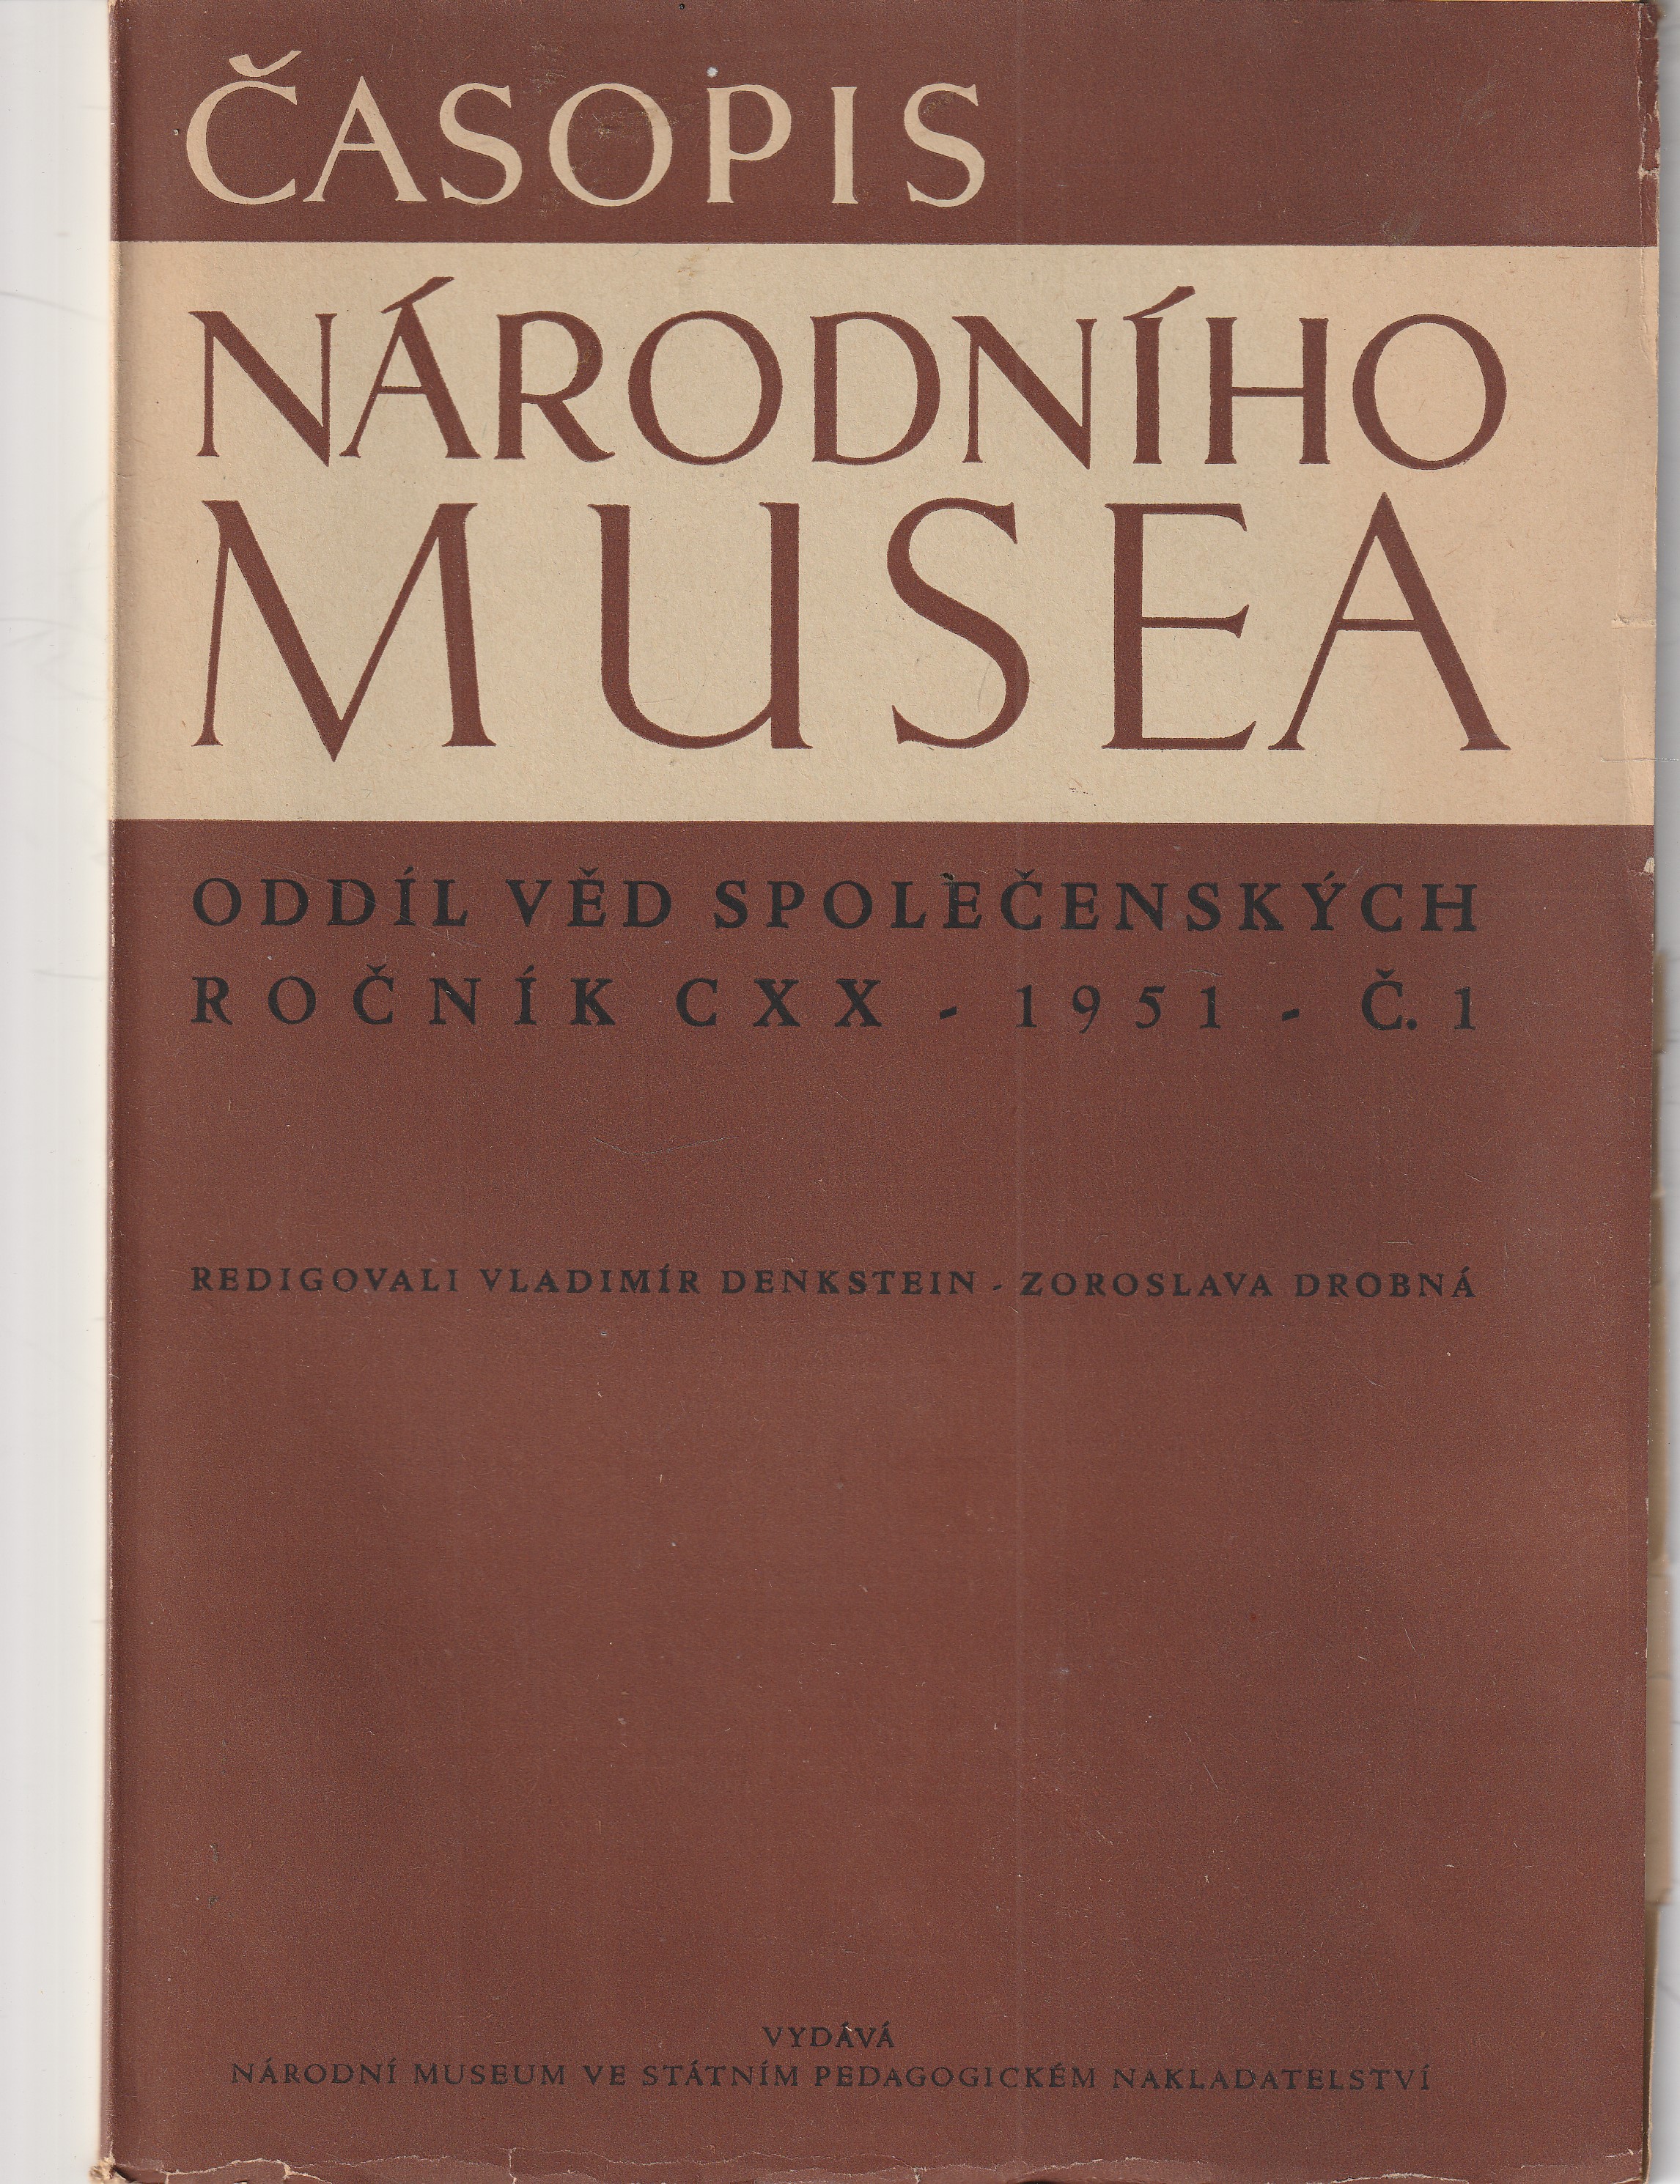 ČASOPIS
NÁRODNÍHO
MUSEA
ODDÍL VĚD SPOLEČENSKÝCH
ROČNÍK CXX - 1951 - Č. 1
REDIGOVALI VLADIMÍR DENKSTEIN - ZOROSLAVA DROBNÁ
VYDÁVÁ
NÁRODNÍ MUSEUM VE STÁTNÍM PEDAGOGICKÉM NAKLADATELSTVÍ